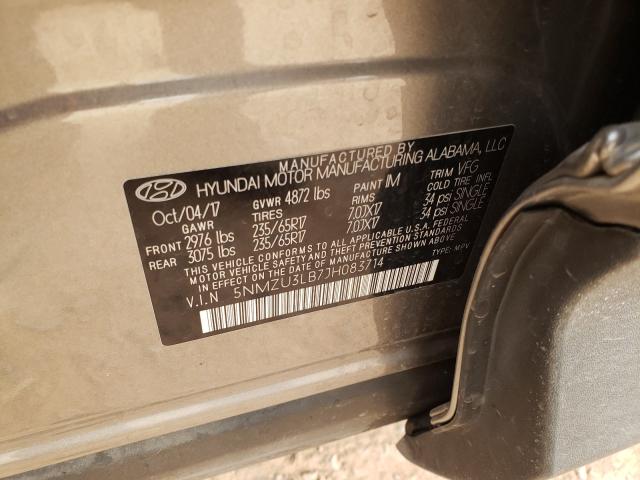 MANUFACTURED BY
HYUNDAI MOTOR MANUFACTURING ALABAMA, LLC
Oct/04/17 GVWR 4872 lbs PAINT IM TRIM VFG
GAWR TIRES RIMS COLD TIRE INFL
FRONT 2976 lbs 235/65R17 7.0JX17 34 psi SINGLE
REAR 3075 lbs 235/65R17 7.0JX17 34 psi SINGLE
THIS VEHICLE CONFORMS TO ALL APPLICABLE U.S.A. FEDERAL
MOTOR VEHICLE SAFETY AND THEFT PREVENTION STANDARDS
IN EFFECT ON THE DATE OF MANUFACTURE SHOWN ABOVE.
V.I.N 5NMZU3LB7JH083714 TYPE: MPV